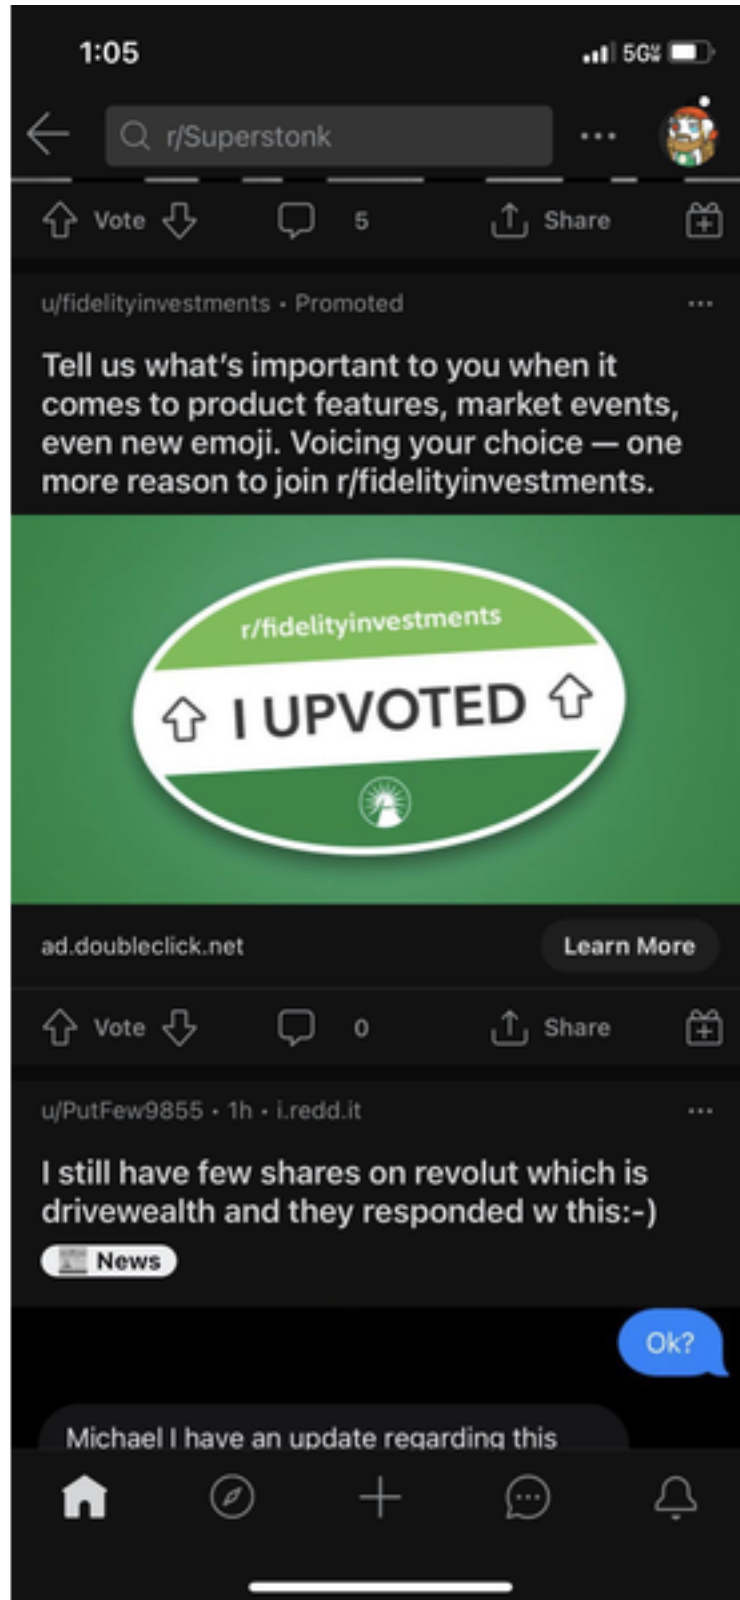 1:05
5G
r/Superstonk
Vote
5
Share
u/fidelityinvestments • Promoted
Tell us what's important to you when it
comes to product features, market events,
even new emoji. Voicing your choice — one
more reason to join r/fidelityinvestments.
r/fidelityinvestments
I UPVOTED
ad.doubleclick.net
Learn More
Vote
0
Share
u/PutFew9855 • 1h • i.redd.it
I still have few shares on revolut which is
drivewealth and they responded w this:-)
News
Ok?
Michael I have an update regarding this